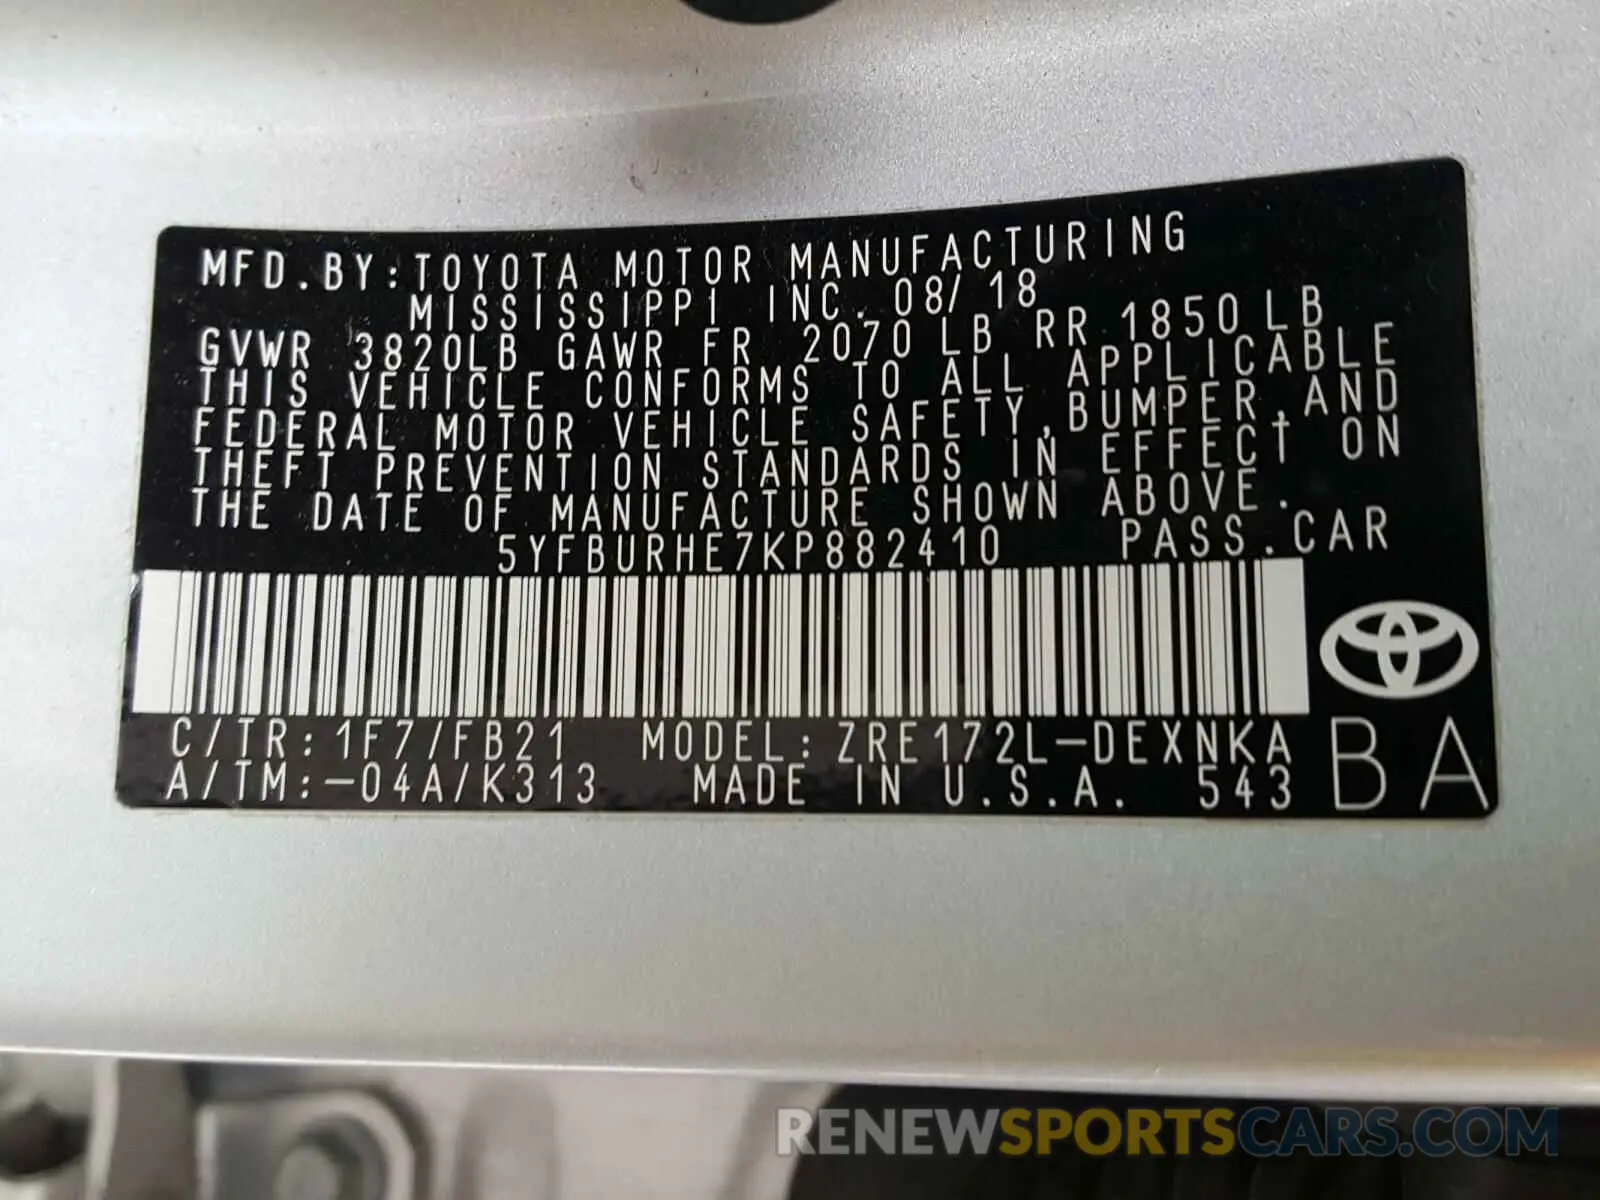 MFD.BY:TOYOTA MOTOR MANUFACTURING
MISSISSIPPI INC. 08/18
GVWR 3820LB GAWR FR 2070 LB RR 1850 LB
THIS VEHICLE CONFORMS TO ALL APPLICABLE
FEDERAL MOTOR VEHICLE SAFETY,BUMPER,AND
THEFT PREVENTION STANDARDS IN EFFECT ON
THE DATE OF MANUFACTURE SHOWN ABOVE.
5YFBURHE7KP882410 PASS.CAR
C/TR:1F7/FB21 MODEL:ZRE172L-DEXNKA
A/TM:-04A/K313 MADE IN U.S.A. 543
BA
RENEWSPORTSCARS.COM